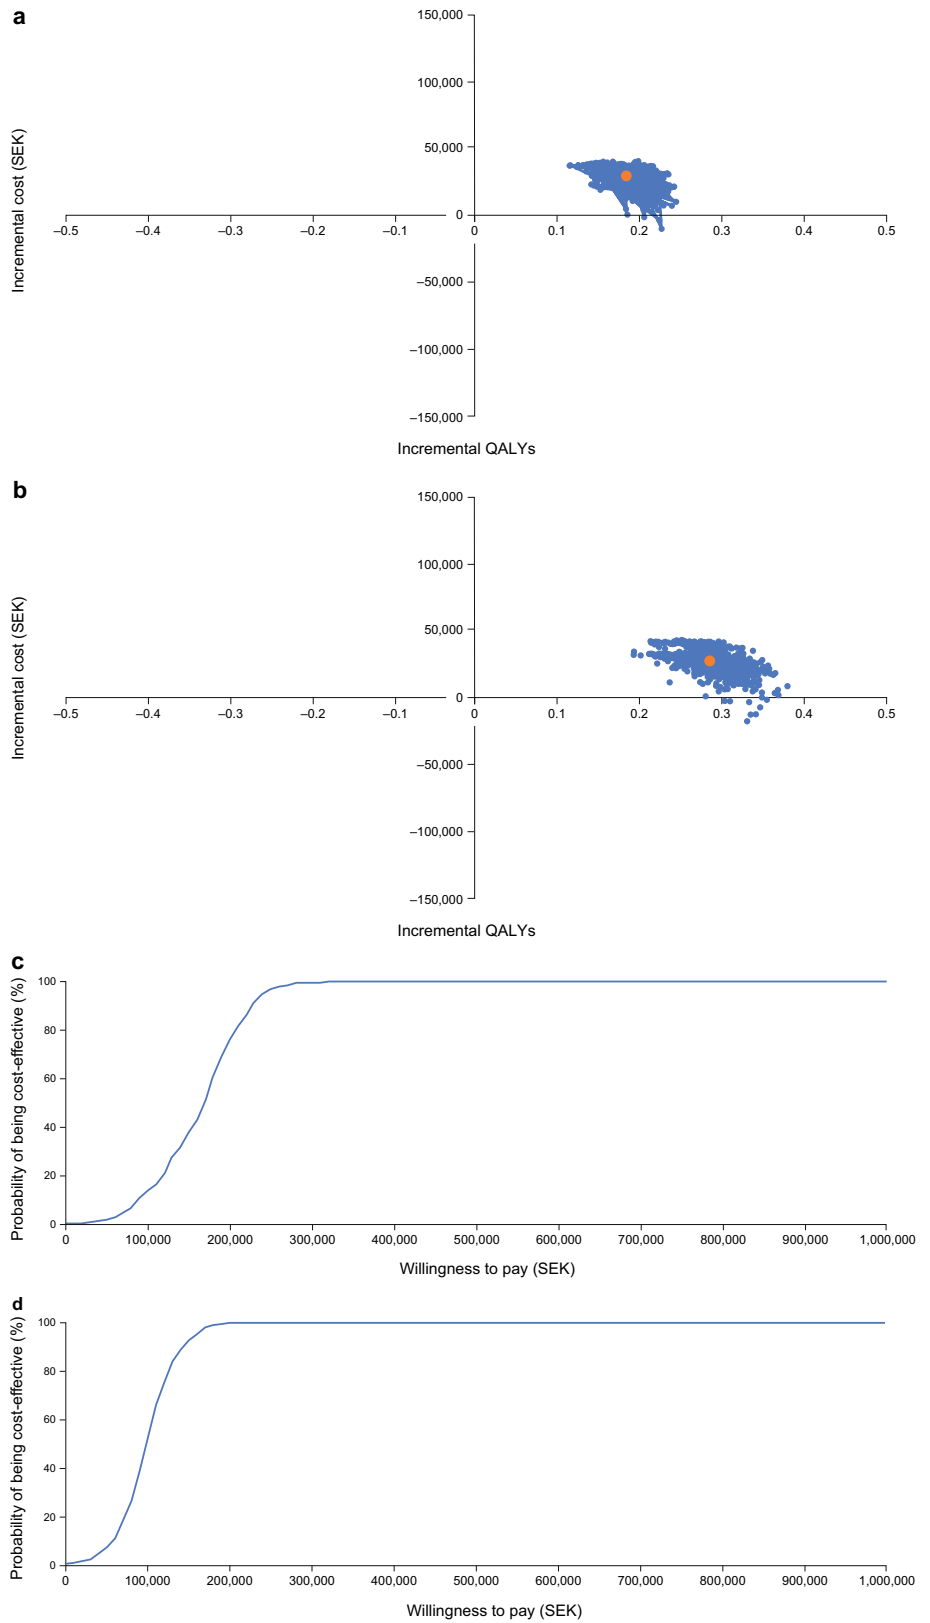 a
150,000
100,000
50,000
0
–50,000
–100,000
–150,000
–0.5 –0.4 –0.3 –0.2 –0.1 0 0.1 0.2 0.3 0.4 0.5
Incremental cost (SEK)
Incremental QALYs
b
150,000
100,000
50,000
0
–50,000
–100,000
–150,000
–0.5 –0.4 –0.3 –0.2 –0.1 0 0.1 0.2 0.3 0.4 0.5
Incremental cost (SEK)
Incremental QALYs
c
Probability of being cost-effective (%)
100
80
60
40
20
0
0 100,000 200,000 300,000 400,000 500,000 600,000 700,000 800,000 900,000 1,000,000
Willingness to pay (SEK)
d
Probability of being cost-effective (%)
100
80
60
40
20
0
0 100,000 200,000 300,000 400,000 500,000 600,000 700,000 800,000 900,000 1,000,000
Willingness to pay (SEK)